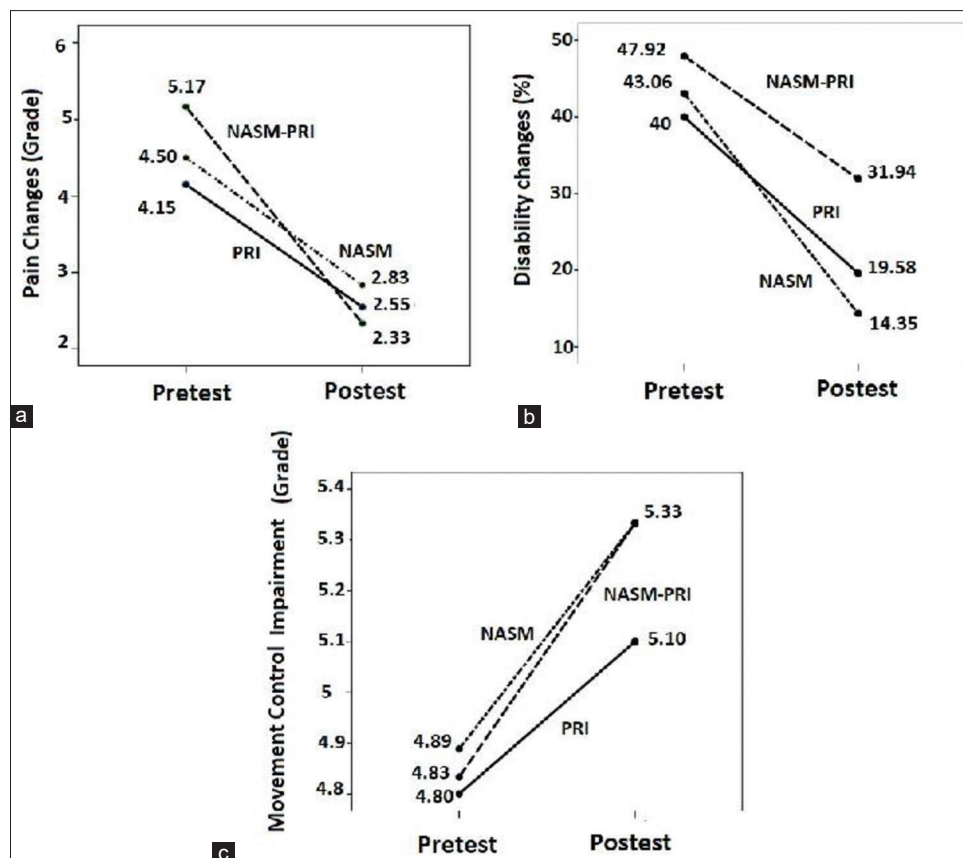 Pain Changes (Grade)
6
5
4
3
2
5.17
4.50
4.15
NASM-PRI
NASM
PRI
2.83
2.55
2.33
Pretest
Postest
a
Disability changes (%)
50
40
30
20
10
47.92
43.06
40
NASM-PRI
31.94
PRI
19.58
NASM
14.35
Pretest
Postest
b
Movement Control Impairment (Grade)
5.4
5.3
5.2
5.1
5
4.9
4.8
5.33
NASM-PRI
NASM
5.10
PRI
4.89
4.83
4.80
Pretest
Postest
c